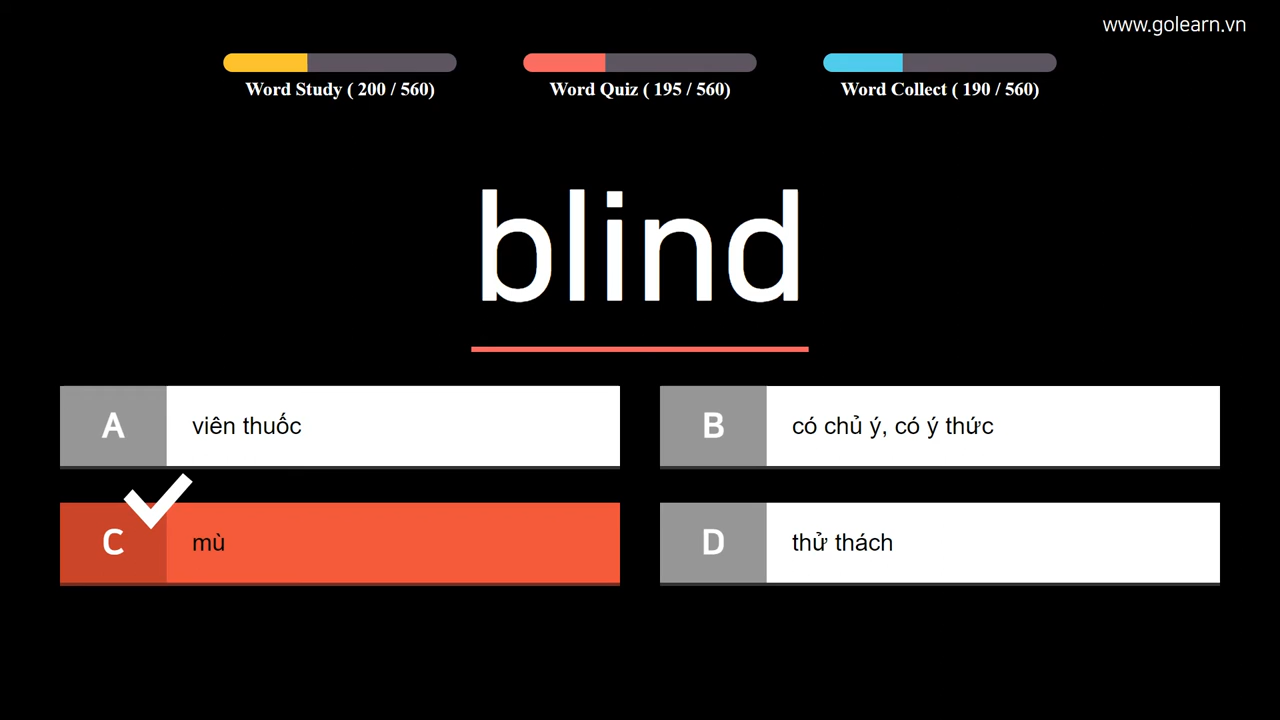 www.golearn.vn
Word Study ( 200 / 560)
Word Quiz ( 195 / 560)
Word Collect ( 190 / 560)
blind
A viên thuốc
B có chủ ý, có ý thức
C mù
D thử thách